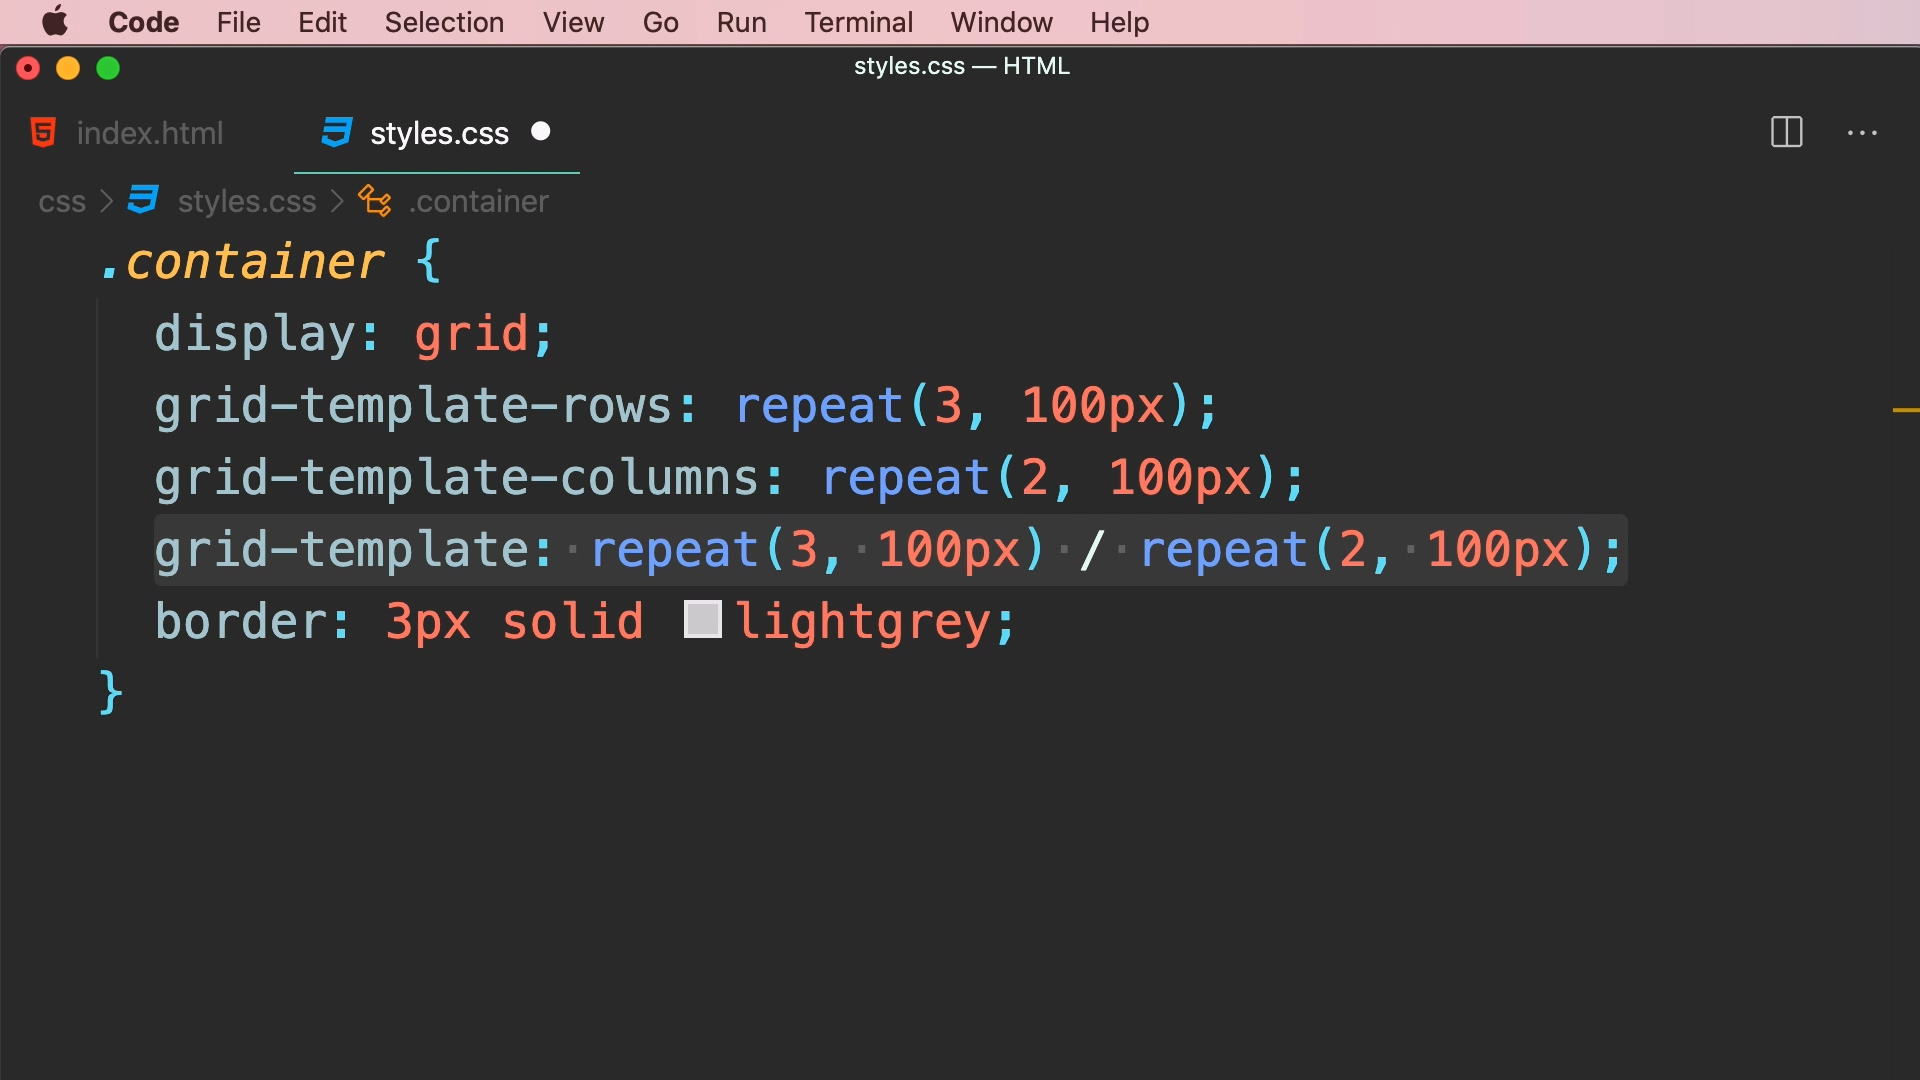 Code File Edit Selection View Go Run Terminal Window Help
styles.css — HTML
index.html styles.css
css > styles.css > .container
.container {
display: grid;
grid-template-rows: repeat(3, 100px);
grid-template-columns: repeat(2, 100px);
grid-template: repeat(3, 100px) / repeat(2, 100px);
border: 3px solid lightgrey;
}